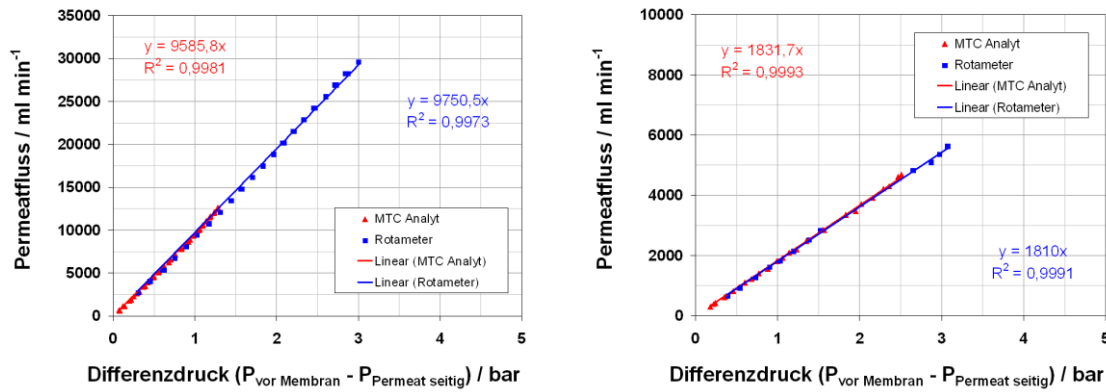 35000
30000
25000
20000
15000
10000
5000
0
Permeatfluss / ml min⁻¹
y = 9585,8x
R² = 0,9981
y = 9750,5x
R² = 0,9973
MTC Analyt
Rotameter
Linear (MTC Analyt)
Linear (Rotameter)
0 1 2 3 4 5
Differenzdruck (P vor Membran - P Permeat seitig) / bar
10000
8000
6000
4000
2000
0
Permeatfluss / ml min⁻¹
y = 1831,7x
R² = 0,9993
MTC Analyt
Rotameter
Linear (MTC Analyt)
Linear (Rotameter)
y = 1810x
R² = 0,9991
0 1 2 3 4 5
Differenzdruck (P vor Membran - P Permeat seitig) / bar